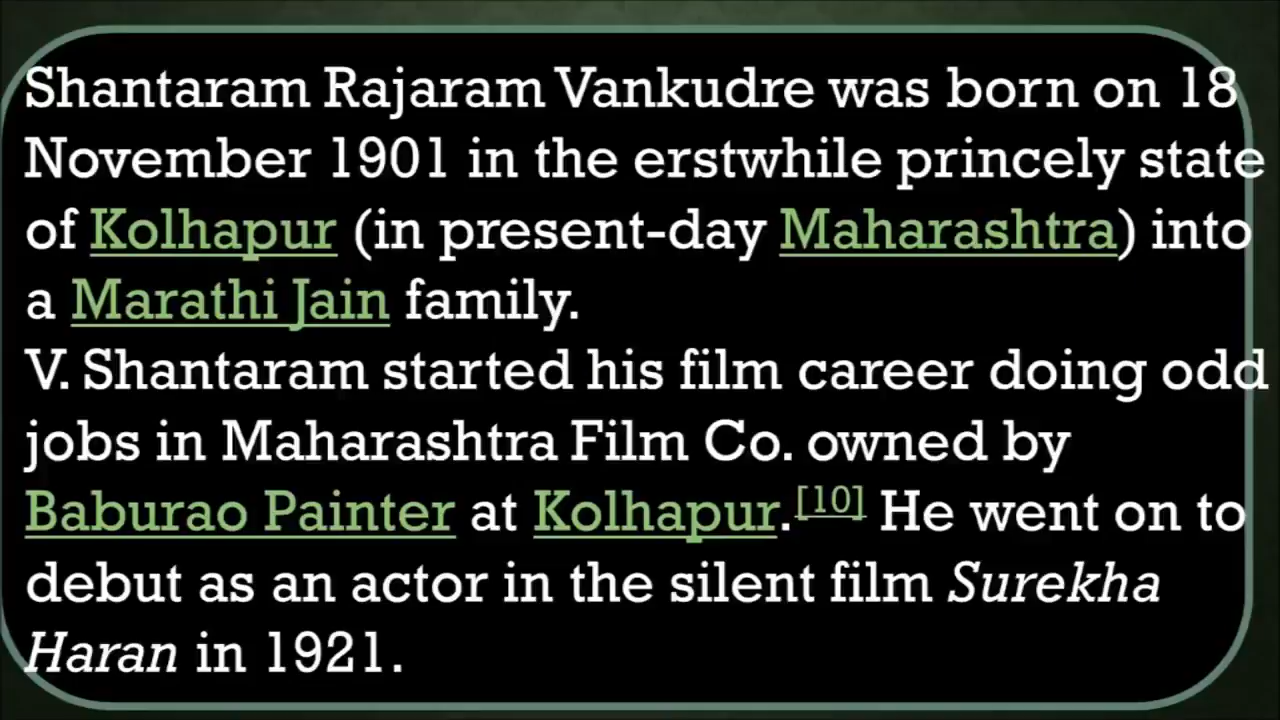 Shantaram Rajaram Vankudre was born on 18
November 1901 in the erstwhile princely state
of Kolhapur (in present-day Maharashtra) into
a Marathi Jain family.
V. Shantaram started his film career doing odd
jobs in Maharashtra Film Co. owned by
Baburao Painter at Kolhapur.[10] He went on to
debut as an actor in the silent film Surekha
Haran in 1921.